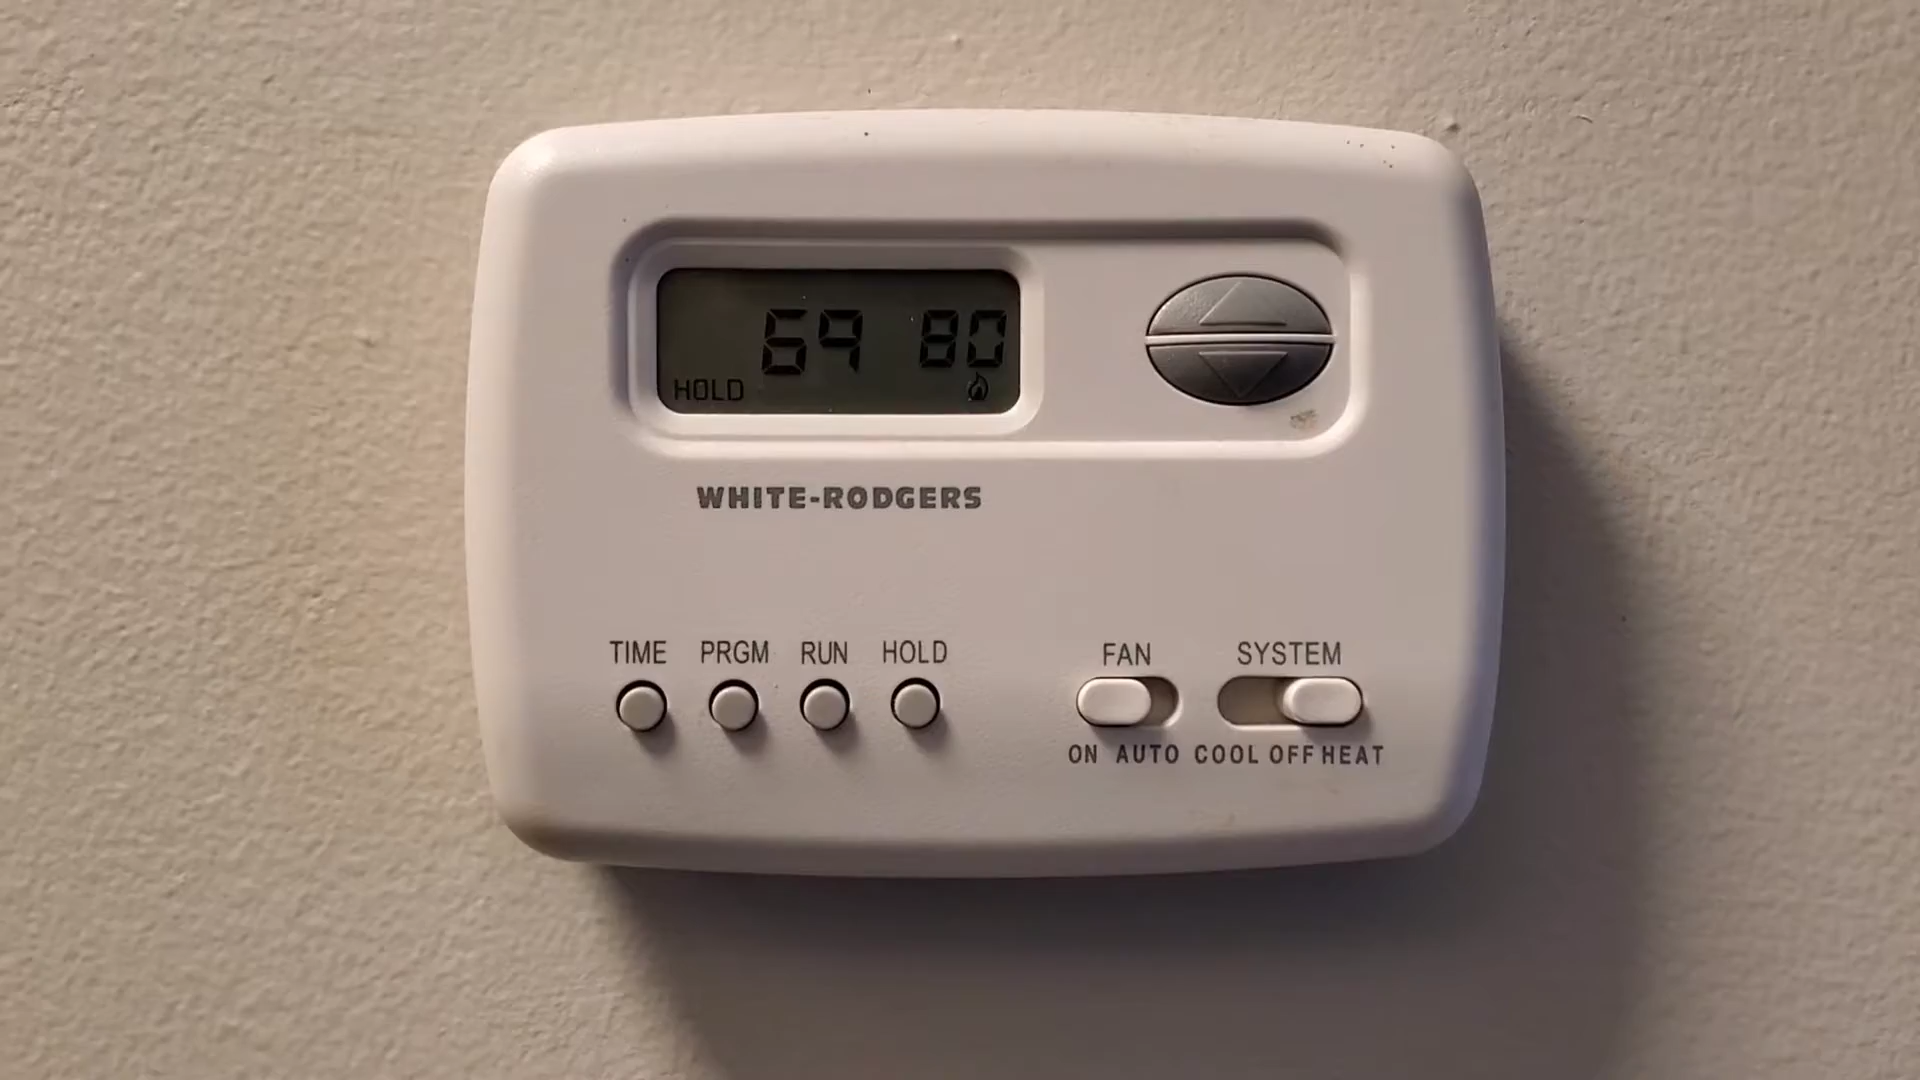 69 80
HOLD
WHITE-RODGERS
TIME PRGM RUN HOLD FAN SYSTEM
ON AUTO COOL OFF HEAT